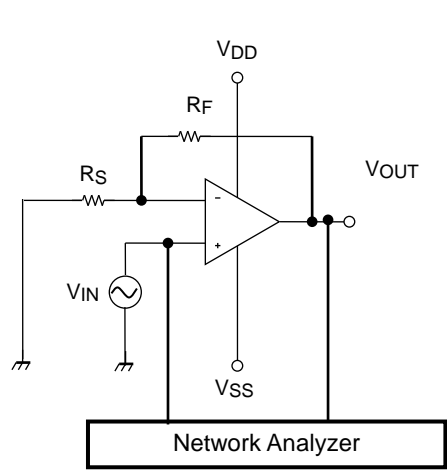 VDD
RF
RS
VOUT
-
+
VIN
VSS
Network Analyzer